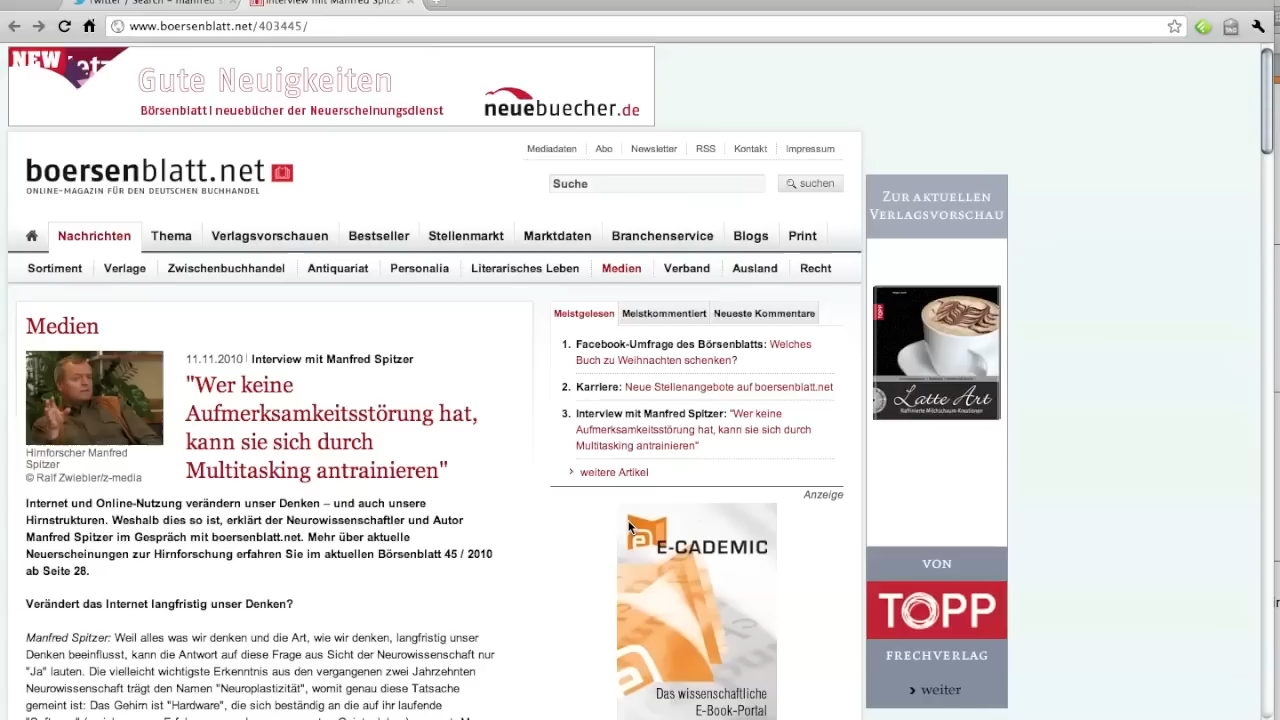 Twitter / Search - manfred s
Interview mit Manfred Spitze
www.boersenblatt.net/403445/
NEW
Gute Neuigkeiten
Börsenblatt | neuebücher der Neuerscheinungsdienst
neuebuecher.de
Mediadaten
Abo
Newsletter
RSS
Kontakt
Impressum
boersenblatt.net
ONLINE-MAGAZIN FÜR DEN DEUTSCHEN BUCHHANDEL
Suche
suchen
Nachrichten
Thema
Verlagsvorschauen
Bestseller
Stellenmarkt
Marktdaten
Branchenservice
Blogs
Print
Sortiment
Verlage
Zwischenbuchhandel
Antiquariat
Personalia
Literarisches Leben
Medien
Verband
Ausland
Recht
Medien
Hirnforscher Manfred
Spitzer
© Ralf Zwiebler/z-media
11.11.2010 | Interview mit Manfred Spitzer
"Wer keine
Aufmerksamkeitsstörung hat,
kann sie sich durch
Multitasking antrainieren"
Internet und Online-Nutzung verändern unser Denken – und auch unsere
Hirnstrukturen. Weshalb dies so ist, erklärt der Neurowissenschaftler und Autor
Manfred Spitzer im Gespräch mit boersenblatt.net. Mehr über aktuelle
Neuerscheinungen zur Hirnforschung erfahren Sie im aktuellen Börsenblatt 45 / 2010
ab Seite 28.
Verändert das Internet langfristig unser Denken?
Manfred Spitzer: Weil alles was wir denken und die Art, wie wir denken, langfristig unser
Denken beeinflusst, kann die Antwort auf diese Frage aus Sicht der Neurowissenschaft nur
"Ja" lauten. Die vielleicht wichtigste Erkenntnis aus den vergangenen zwei Jahrzehnten
Neurowissenschaft trägt den Namen "Neuroplastizität", womit genau diese Tatsache
gemeint ist: Das Gehirn ist "Hardware", die sich beständig an die auf ihr laufende
Meistgelesen
Meistkommentiert
Neueste Kommentare
1. Facebook-Umfrage des Börsenblatts: Welches
Buch zu Weihnachten schenken?
2. Karriere: Neue Stellenangebote auf boersenblatt.net
3. Interview mit Manfred Spitzer: "Wer keine
Aufmerksamkeitsstörung hat, kann sie sich durch
Multitasking antrainieren"
weitere Artikel
Anzeige
E-CADEMIC
Das wissenschaftliche
E-Book-Portal
ZUR AKTUELLEN
VERLAGSVORSCHAU
TOPP
Latte Art
Raffinierte Milchschaum-Kreationen
VON
TOPP
FRECHVERLAG
weiter